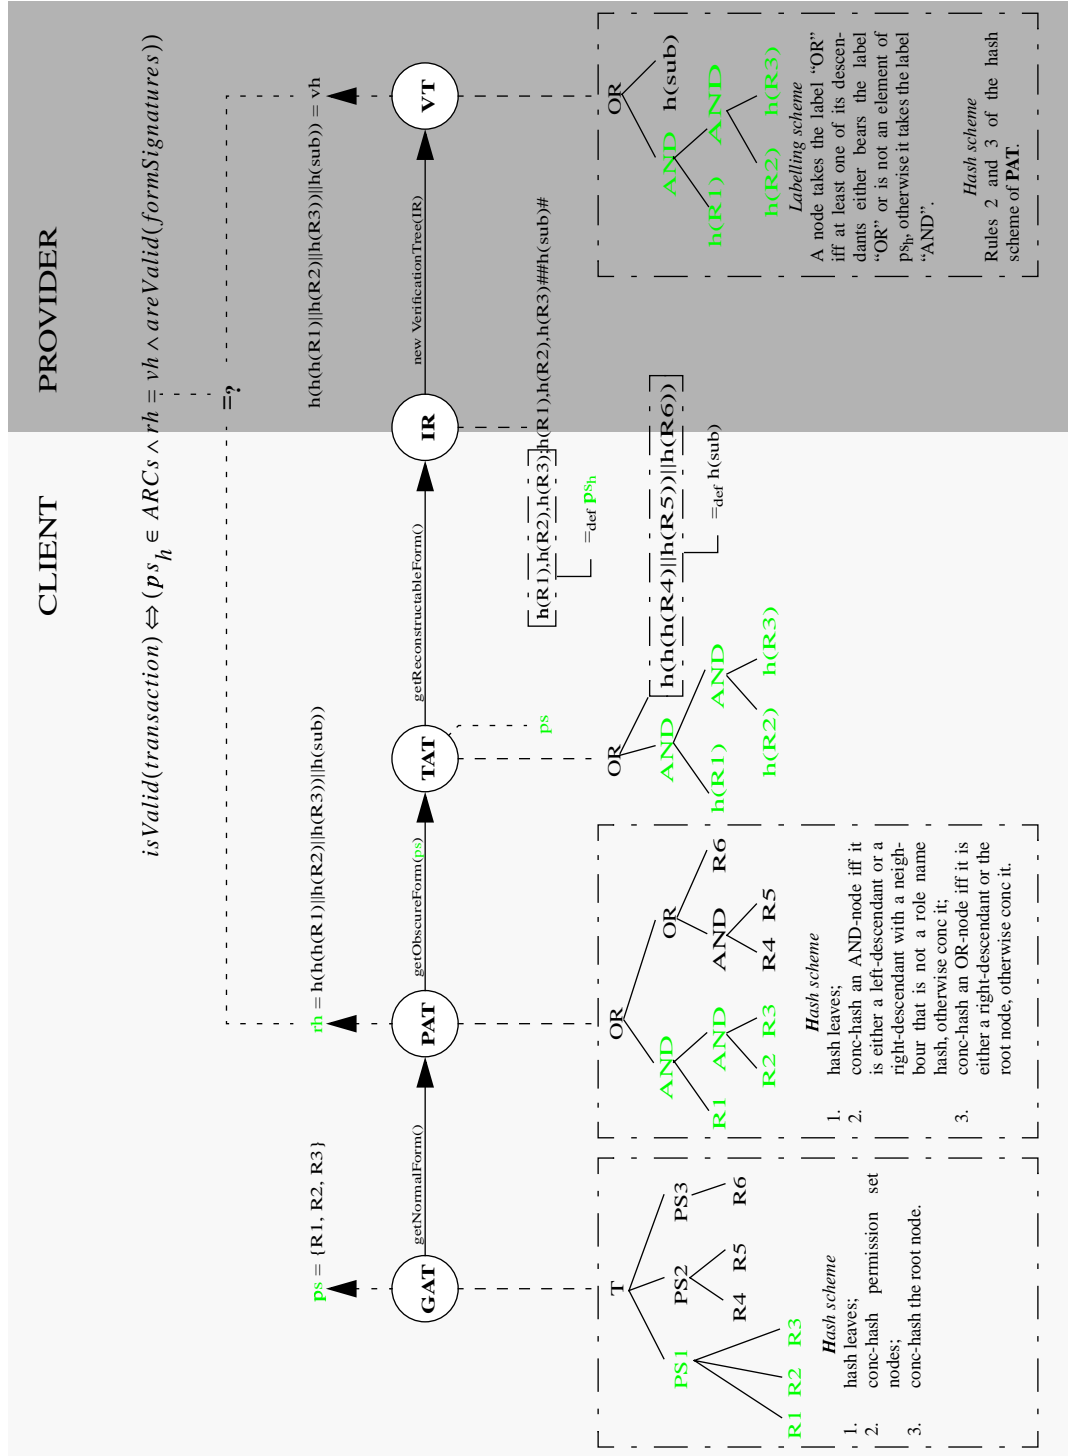 CLIENT
PROVIDER
isValid(transaction) ⇔ (ps_h ∈ ARCs ∧ rh = vh ∧ areValid(formSignatures))
=?
ps = {R1, R2, R3}
rh = h(h(h(R1)||h(R2)||h(R3))||h(sub))
h(h(h(R1)||h(R2)||h(R3))||h(sub)) = vh
GAT
getNormalForm()
PAT
getObscureForm(ps)
TAT
getReconstructableForm()
IR
new VerificationTree(IR)
VT
ps
h(R1),h(R2),h(R3);h(R1),h(R2),h(R3)##h(sub)#
=def ps_h
T
PS1
PS2
PS3
R4
R5
R6
R1
R2
R3
Hash scheme
1. hash leaves;
2. conc-hash permission set
nodes;
3. conc-hash the root node.
OR
AND
OR
R1
AND
AND
R6
R2
R3
R4
R5
Hash scheme
1. hash leaves;
2. conc-hash an AND-node iff it
is either a left-descendant or a
right-descendant with a neigh-
bour that is not a role name
hash, otherwise conc it;
3. conc-hash an OR-node iff it is
either a right-descendant or the
root node, otherwise conc it.
OR
AND
h(h(h(R4)||h(R5))||h(R6))
=def h(sub)
h(R1)
AND
h(R2)
h(R3)
OR
AND
h(sub)
h(R1)
AND
h(R2)
h(R3)
Labelling scheme
A node takes the label “OR”
iff at least one of its descen-
dants either bears the label
“OR” or is not an element of
ps_h, otherwise it takes the label
“AND”.
Hash scheme
Rules 2 and 3 of the hash
scheme of PAT.